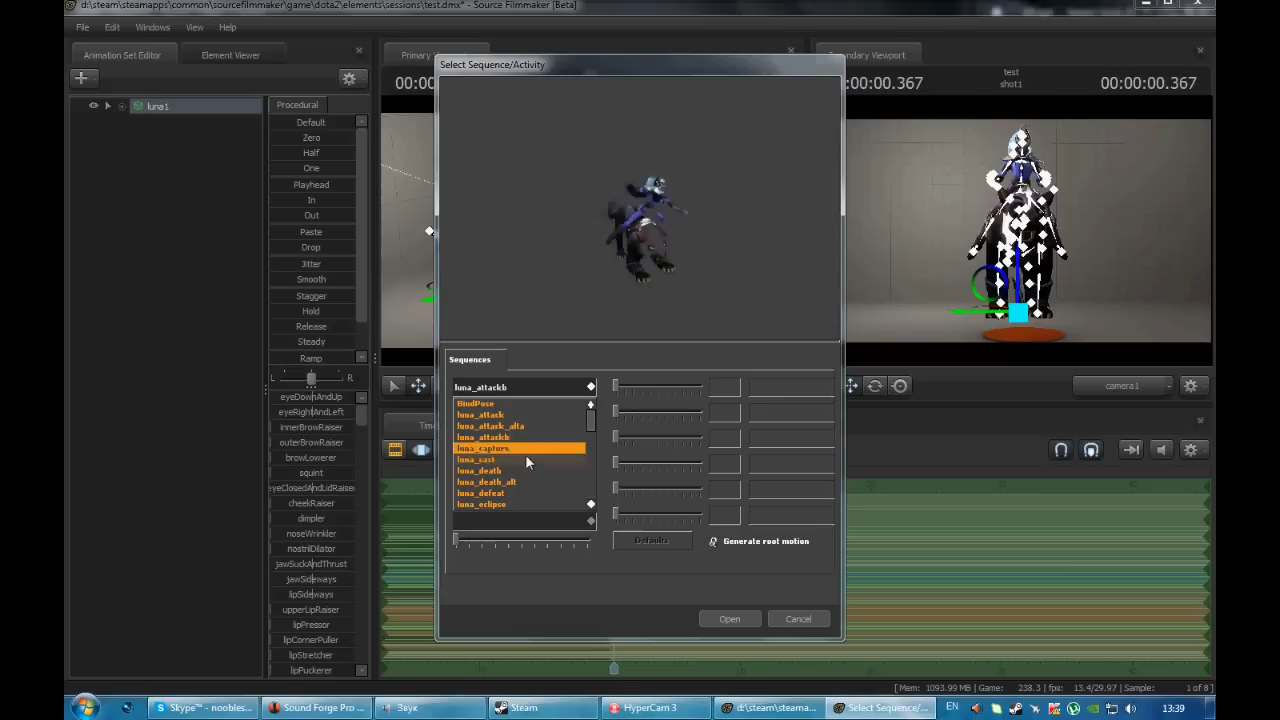 d:\steam\steamapps\common\sourcefilmmaker\game\dota2\elements\sessions\test.dmx* - Source Filmmaker [Beta]
File Edit Windows View Help
Animation Set Editor Element Viewer
Primary
Viewport
00:00
test
shot1
00:00:00.367
00:00:00.367
luna1
Procedural
Default
Zero
Half
One
Playhead
In
Out
Paste
Drop
Jitter
Smooth
Stagger
Hold
Release
Steady
Ramp
L R
eyeDownAndUp
eyeRightAndLeft
innerBrowRaiser
outerBrowRaiser
browLowerer
squint
eyeClosedAndLidRaiser
cheekRaiser
dimpler
noseWrinkler
nostrilDilator
jawSuckAndThrust
jawSideways
lipSideways
upperLipRaiser
lipPressor
lipCornerPuller
lipStretcher
lipPuckerer
Select Sequence/Activity
Sequences
luna_attackb
BindPose
luna_attack
luna_attack_alta
luna_attackb
luna_capture
luna_cast
luna_death
luna_death_alt
luna_defeat
luna_eclipse
Defaults
Generate root motion
Open Cancel
camera1
[Mem: 1093.99 MB | Game: 238.3 | fps: 13.4/29.97 | Sample: 1 of 8 ]
Skype™ - noobles... Sound Forge Pro ... Звук Steam HyperCam 3 d:\steam\steama... Select Sequence/... EN 13:39